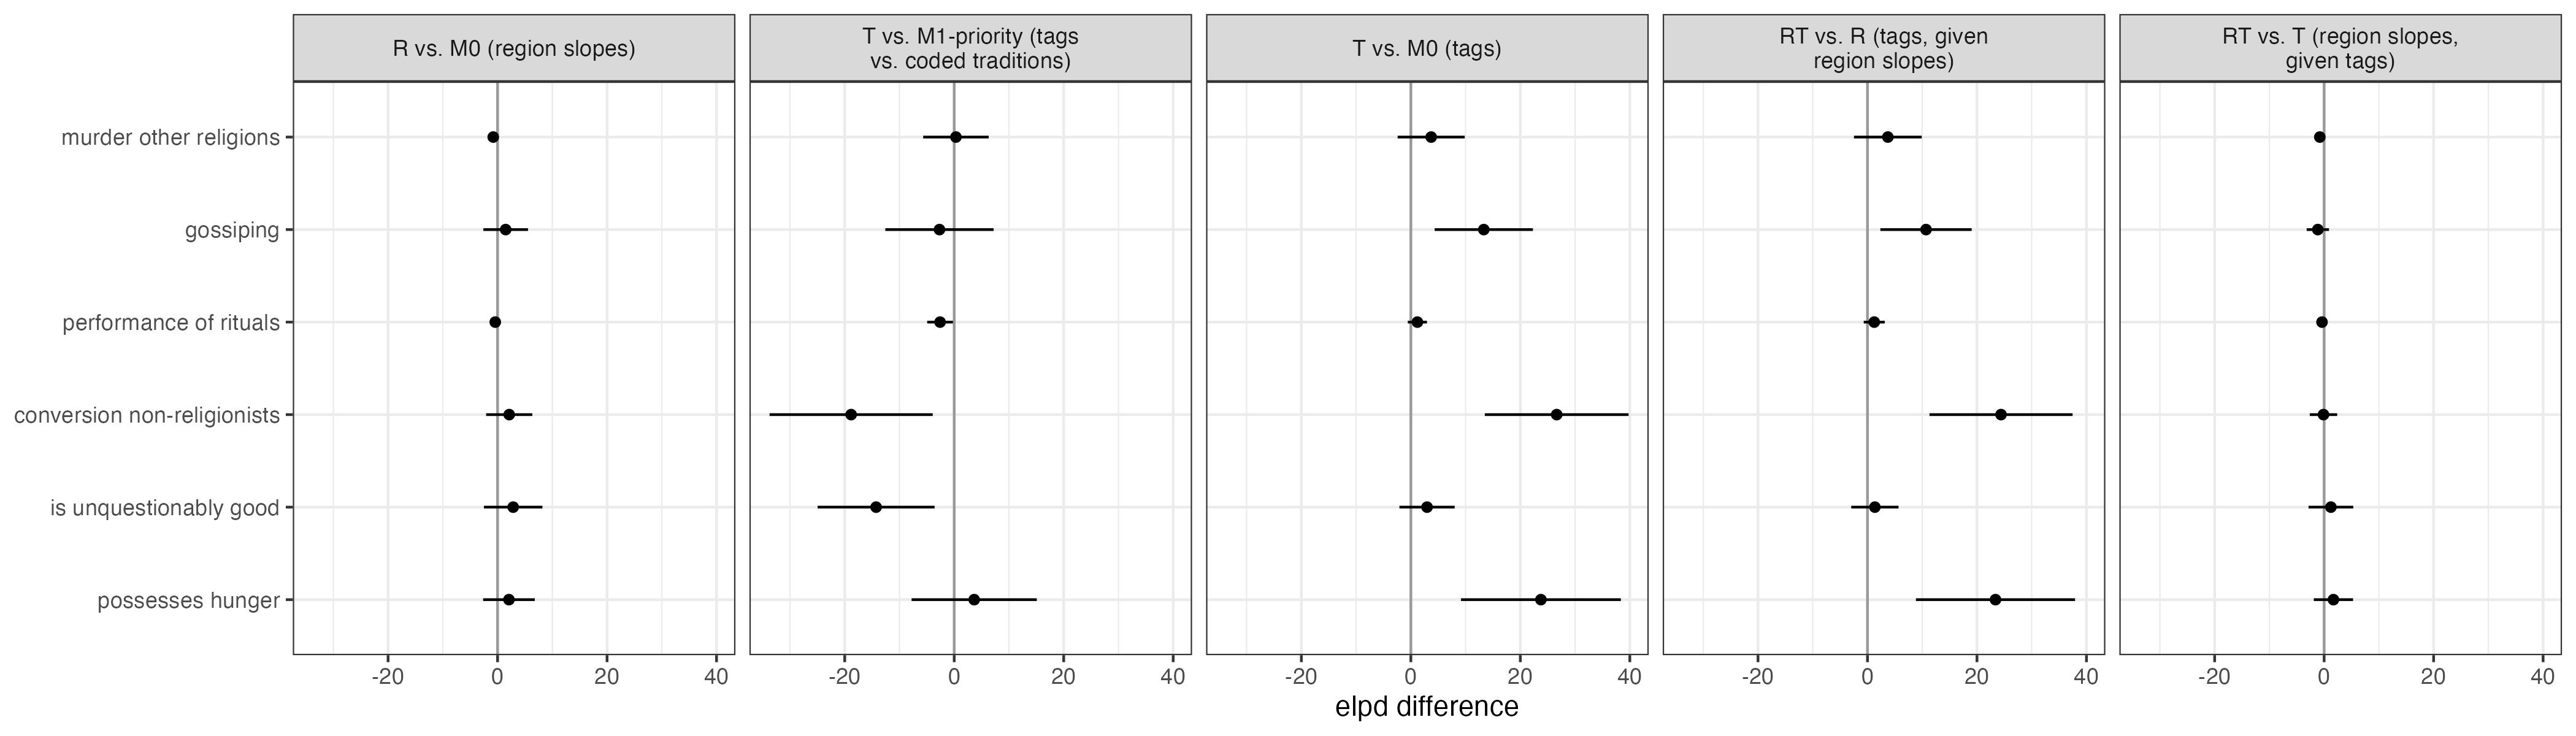 R vs. M0 (region slopes)
T vs. M1-priority (tags
vs. coded traditions)
T vs. M0 (tags)
RT vs. R (tags, given
region slopes)
RT vs. T (region slopes,
given tags)
murder other religions
gossiping
performance of rituals
conversion non-religionists
is unquestionably good
possesses hunger
-20 0 20 40
-20 0 20 40
-20 0 20 40
-20 0 20 40
-20 0 20 40
elpd difference